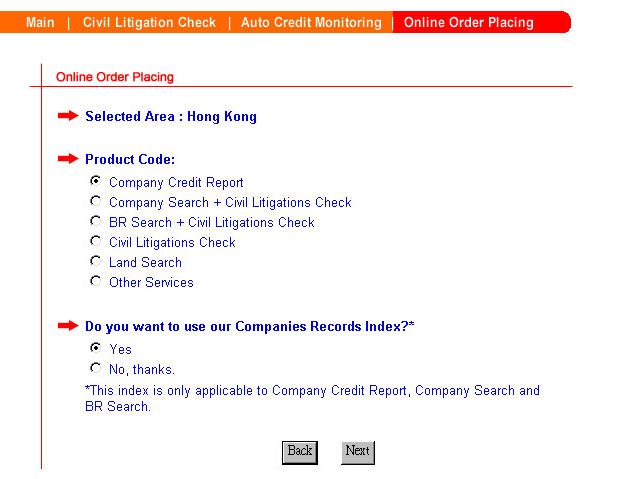 Main | Civil Litigation Check | Auto Credit Monitoring | Online Order Placing
Online Order Placing
Selected Area : Hong Kong
Product Code:
Company Credit Report
Company Search + Civil Litigations Check
BR Search + Civil Litigations Check
Civil Litigations Check
Land Search
Other Services
Do you want to use our Companies Records Index?*
Yes
No, thanks.
*This index is only applicable to Company Credit Report, Company Search and
BR Search.
Back Next